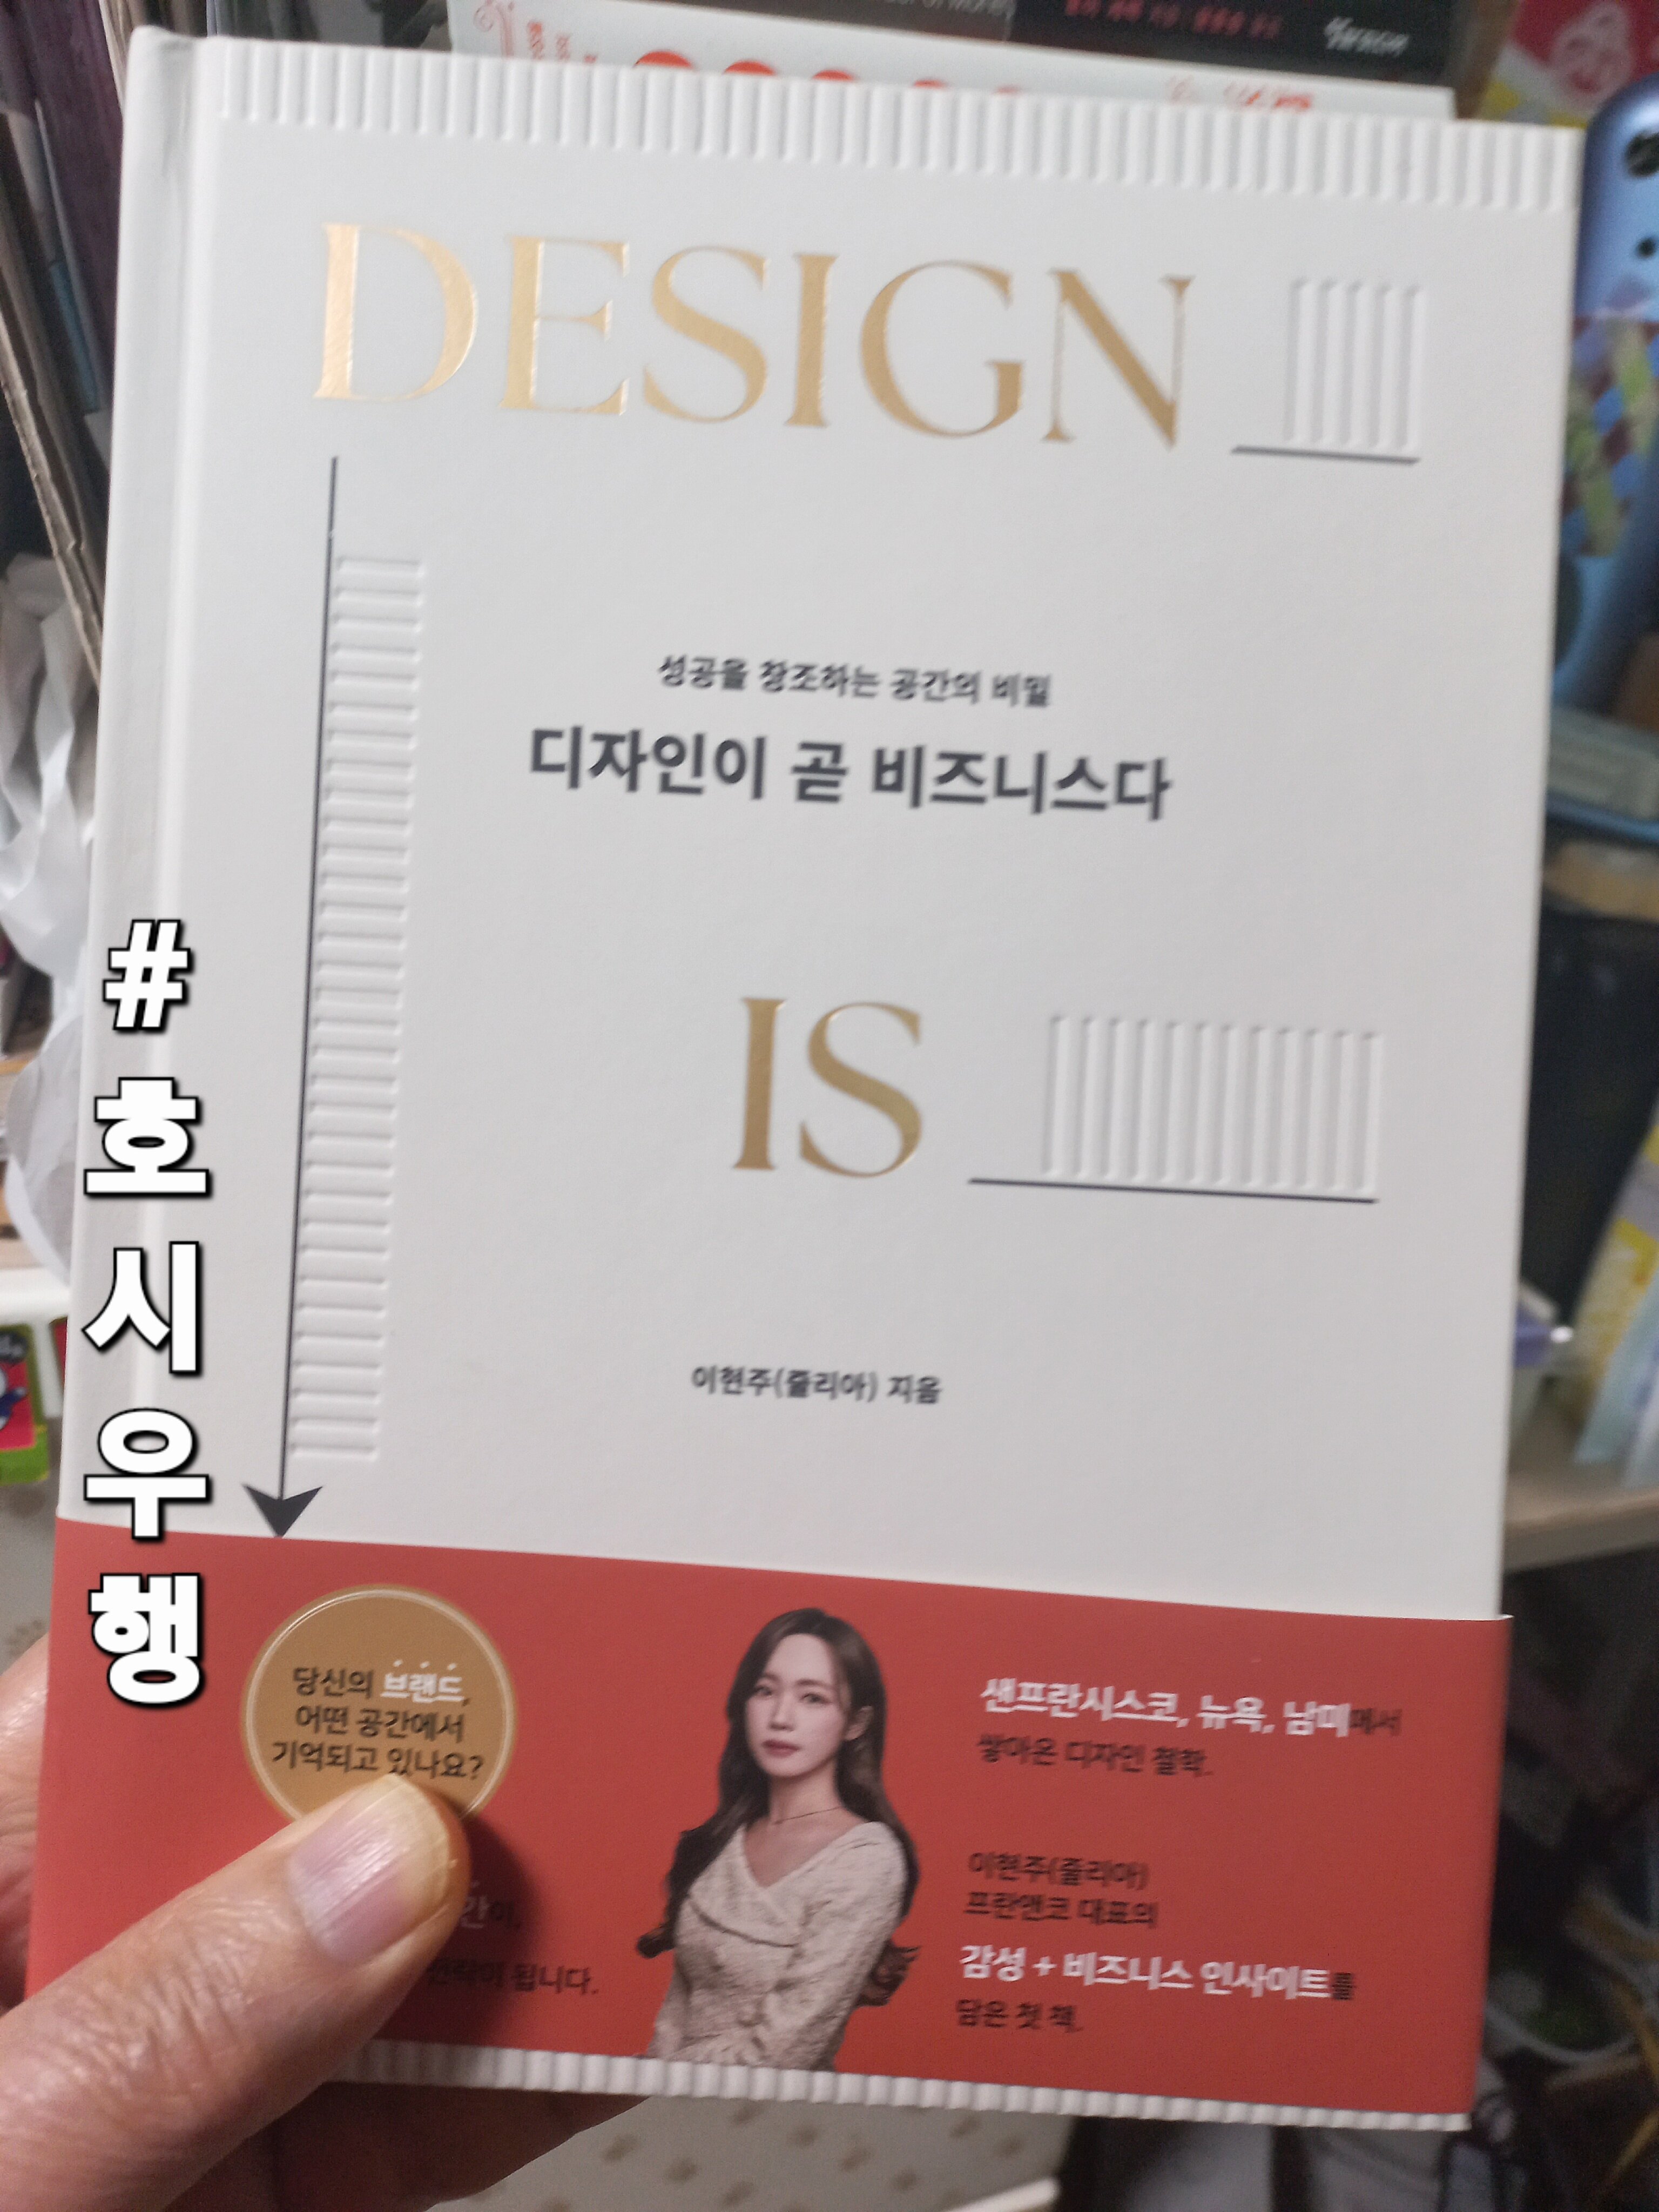 DESIGN
성공을 창조하는 공간의 비밀
디자인이 곧 비즈니스다
IS
이현주(줄리아) 지음
#호시우행
당신의 브랜드,
어떤 공간에서
기억되고 있나요?
됩니다.
샌프란시스코, 뉴욕, 남미에서
쌓아온 디자인 철학.
이현주(줄리아)
프란앤코 대표의
감성 + 비즈니스 인사이트를
담은 첫 책.